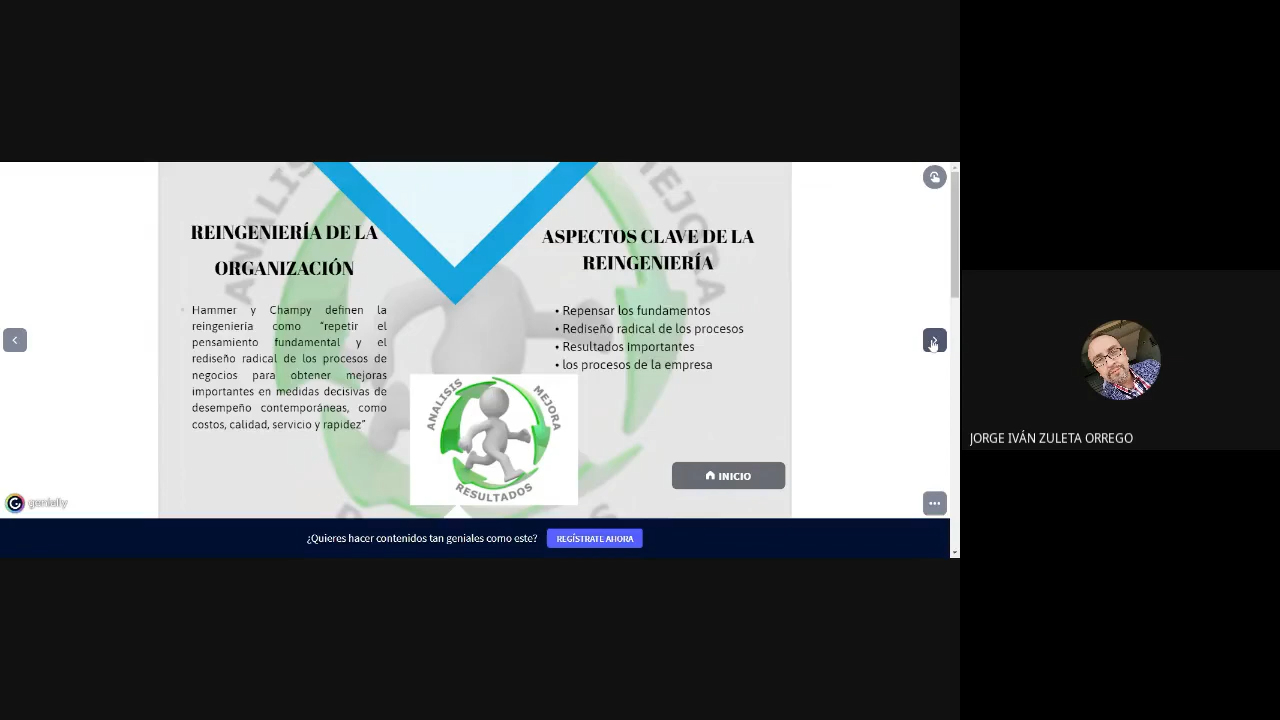 REINGENIERÍA DE LA
ORGANIZACIÓN
Hammer y Champy definen la
reingeniería como “repetir el
pensamiento fundamental y el
rediseño radical de los procesos de
negocios para obtener mejoras
importantes en medidas decisivas de
desempeño contemporáneas, como
costos, calidad, servicio y rapidez”
ASPECTOS CLAVE DE LA
REINGENIERÍA
• Repensar los fundamentos
• Rediseño radical de los procesos
• Resultados Importantes
• los procesos de la empresa
ANALISIS
MEJORA
ANALISIS
MEJORA
RESULTADOS
INICIO
genially
¿Quieres hacer contenidos tan geniales como este?
REGÍSTRATE AHORA
JORGE IVÁN ZULETA ORREGO